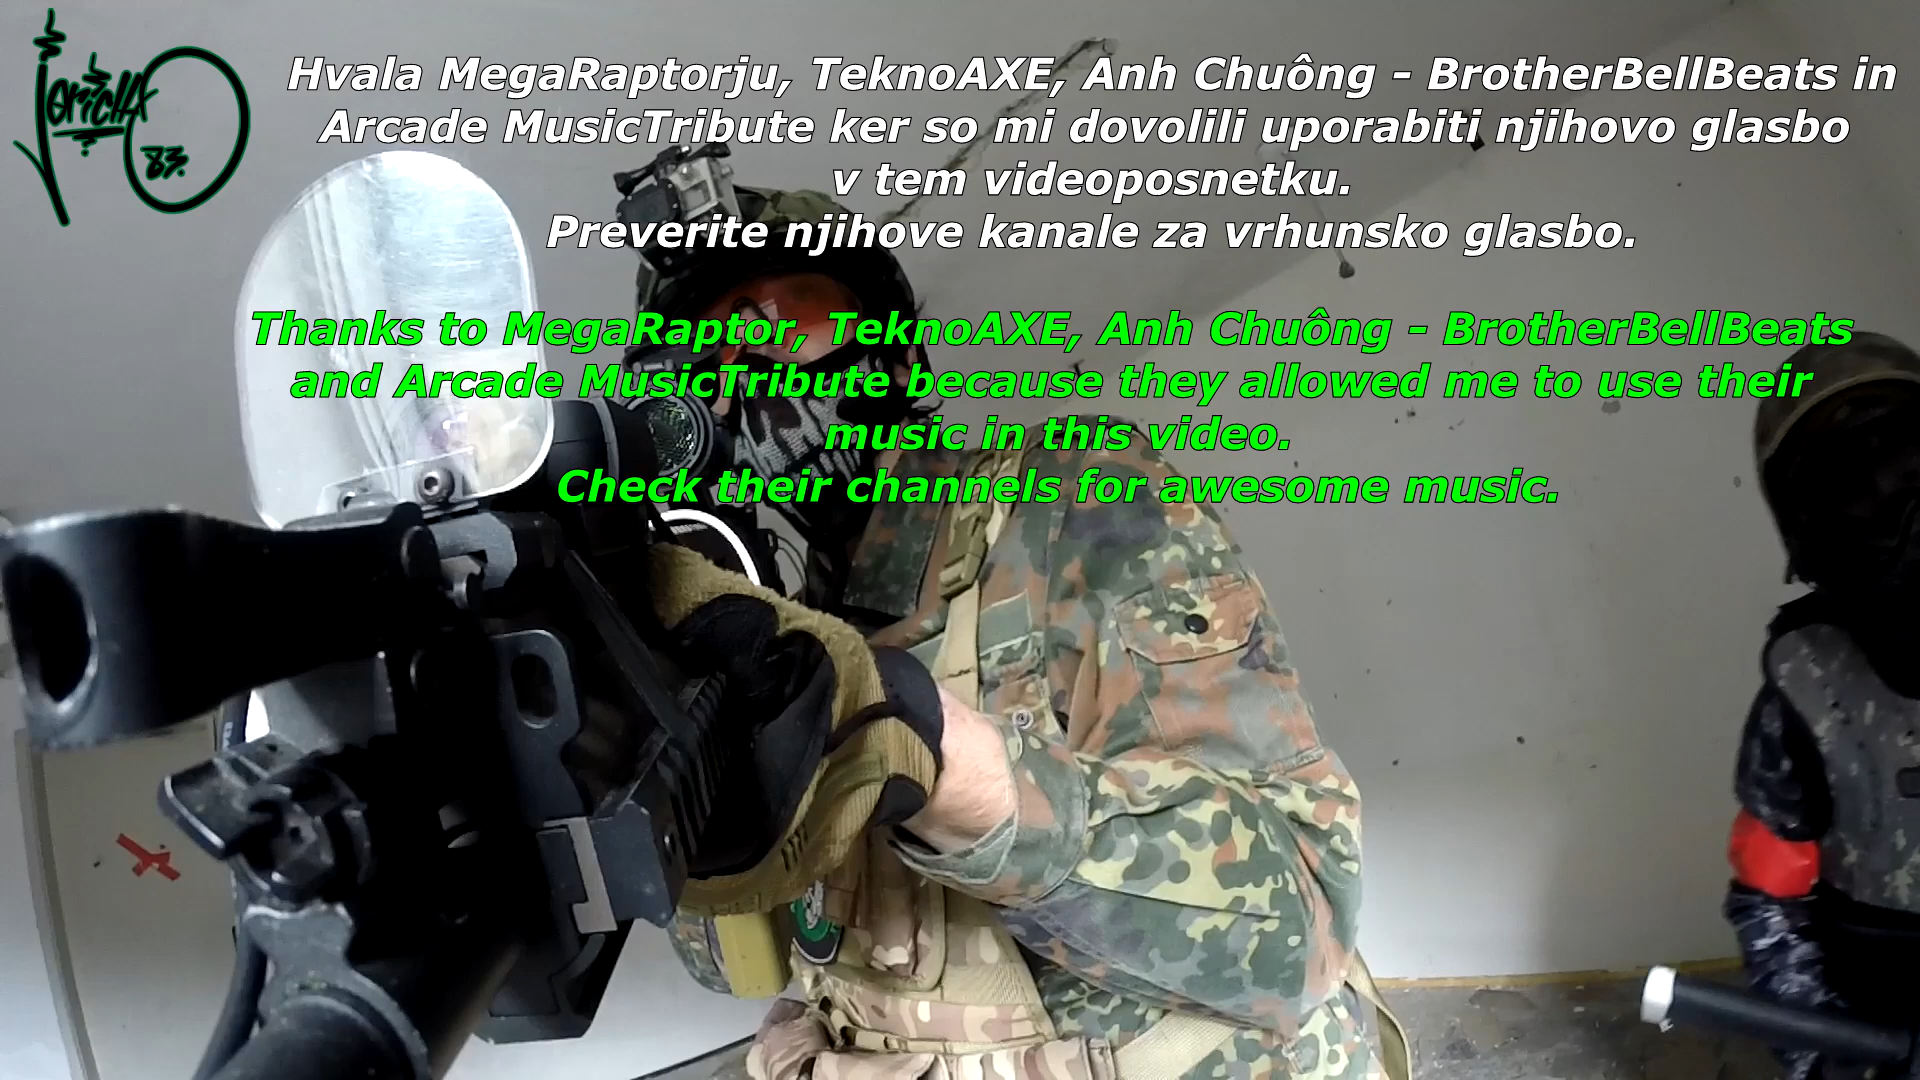 JERICHO
83.
Hvala MegaRaptorju, TeknoAXE, Anh Chuông - BrotherBellBeats in
Arcade MusicTribute ker so mi dovolili uporabiti njihovo glasbo
v tem videoposnetku.
Preverite njihove kanale za vrhunsko glasbo.
Thanks to MegaRaptor, TeknoAXE, Anh Chuông - BrotherBellBeats
and Arcade MusicTribute because they allowed me to use their
music in this video.
Check their channels for awesome music.